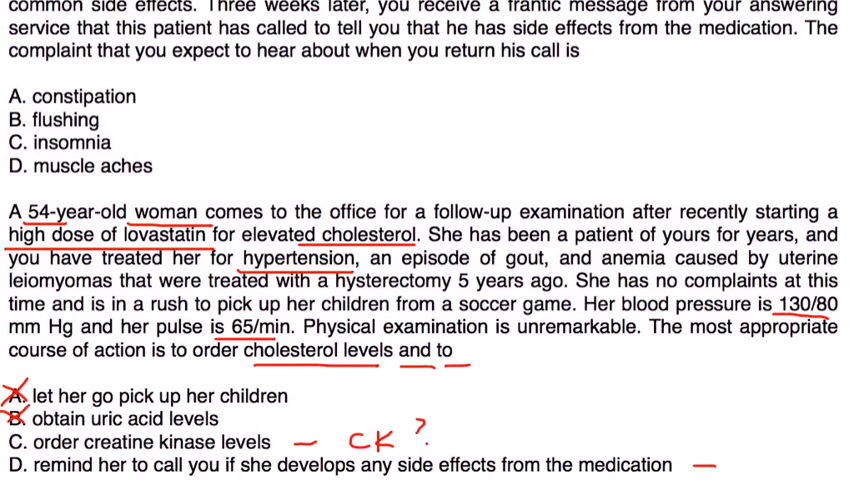 common side effects. Three weeks later, you receive a frantic message from your answering
service that this patient has called to tell you that he has side effects from the medication. The
complaint that you expect to hear about when you return his call is
A. constipation
B. flushing
C. insomnia
D. muscle aches
A 54-year-old woman comes to the office for a follow-up examination after recently starting a
high dose of lovastatin for elevated cholesterol. She has been a patient of yours for years, and
you have treated her for hypertension, an episode of gout, and anemia caused by uterine
leiomyomas that were treated with a hysterectomy 5 years ago. She has no complaints at this
time and is in a rush to pick up her children from a soccer game. Her blood pressure is 130/80
mm Hg and her pulse is 65/min. Physical examination is unremarkable. The most appropriate
course of action is to order cholesterol levels and to
A. let her go pick up her children
B. obtain uric acid levels
C. order creatine kinase levels – CK ?
D. remind her to call you if she develops any side effects from the medication –